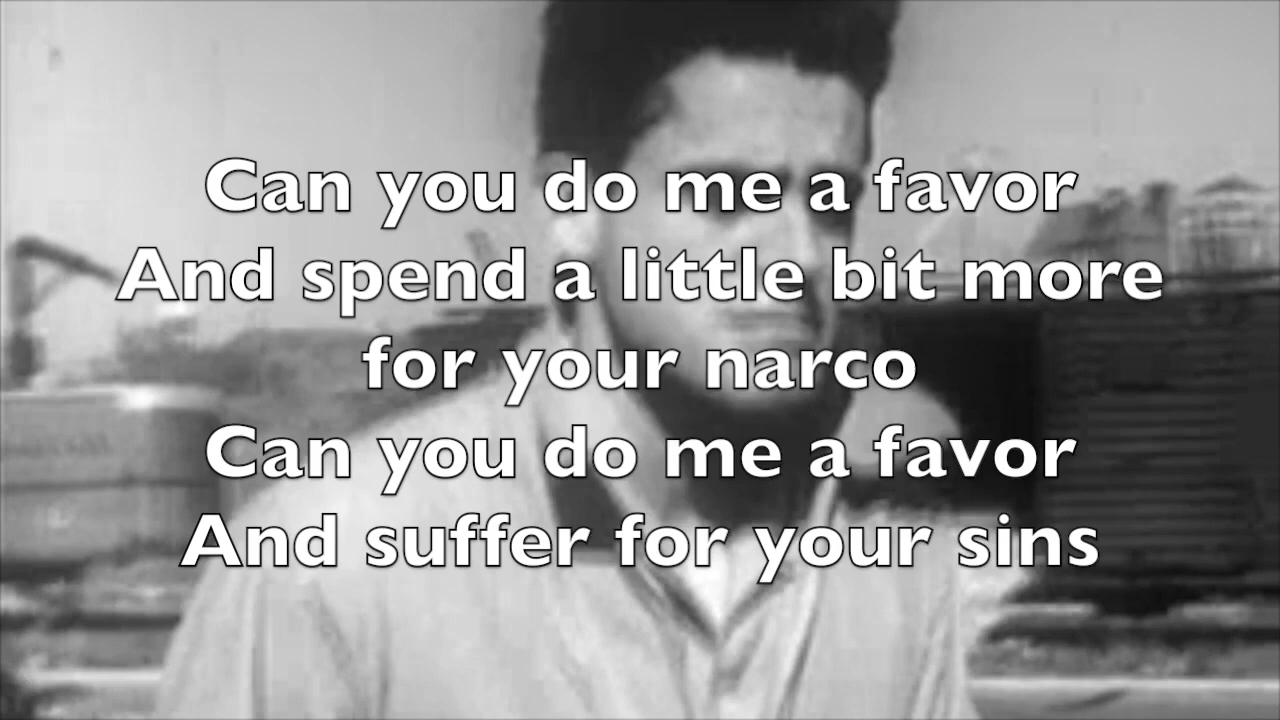 Can you do me a favor
And spend a little bit more
for your narco
Can you do me a favor
And suffer for your sins